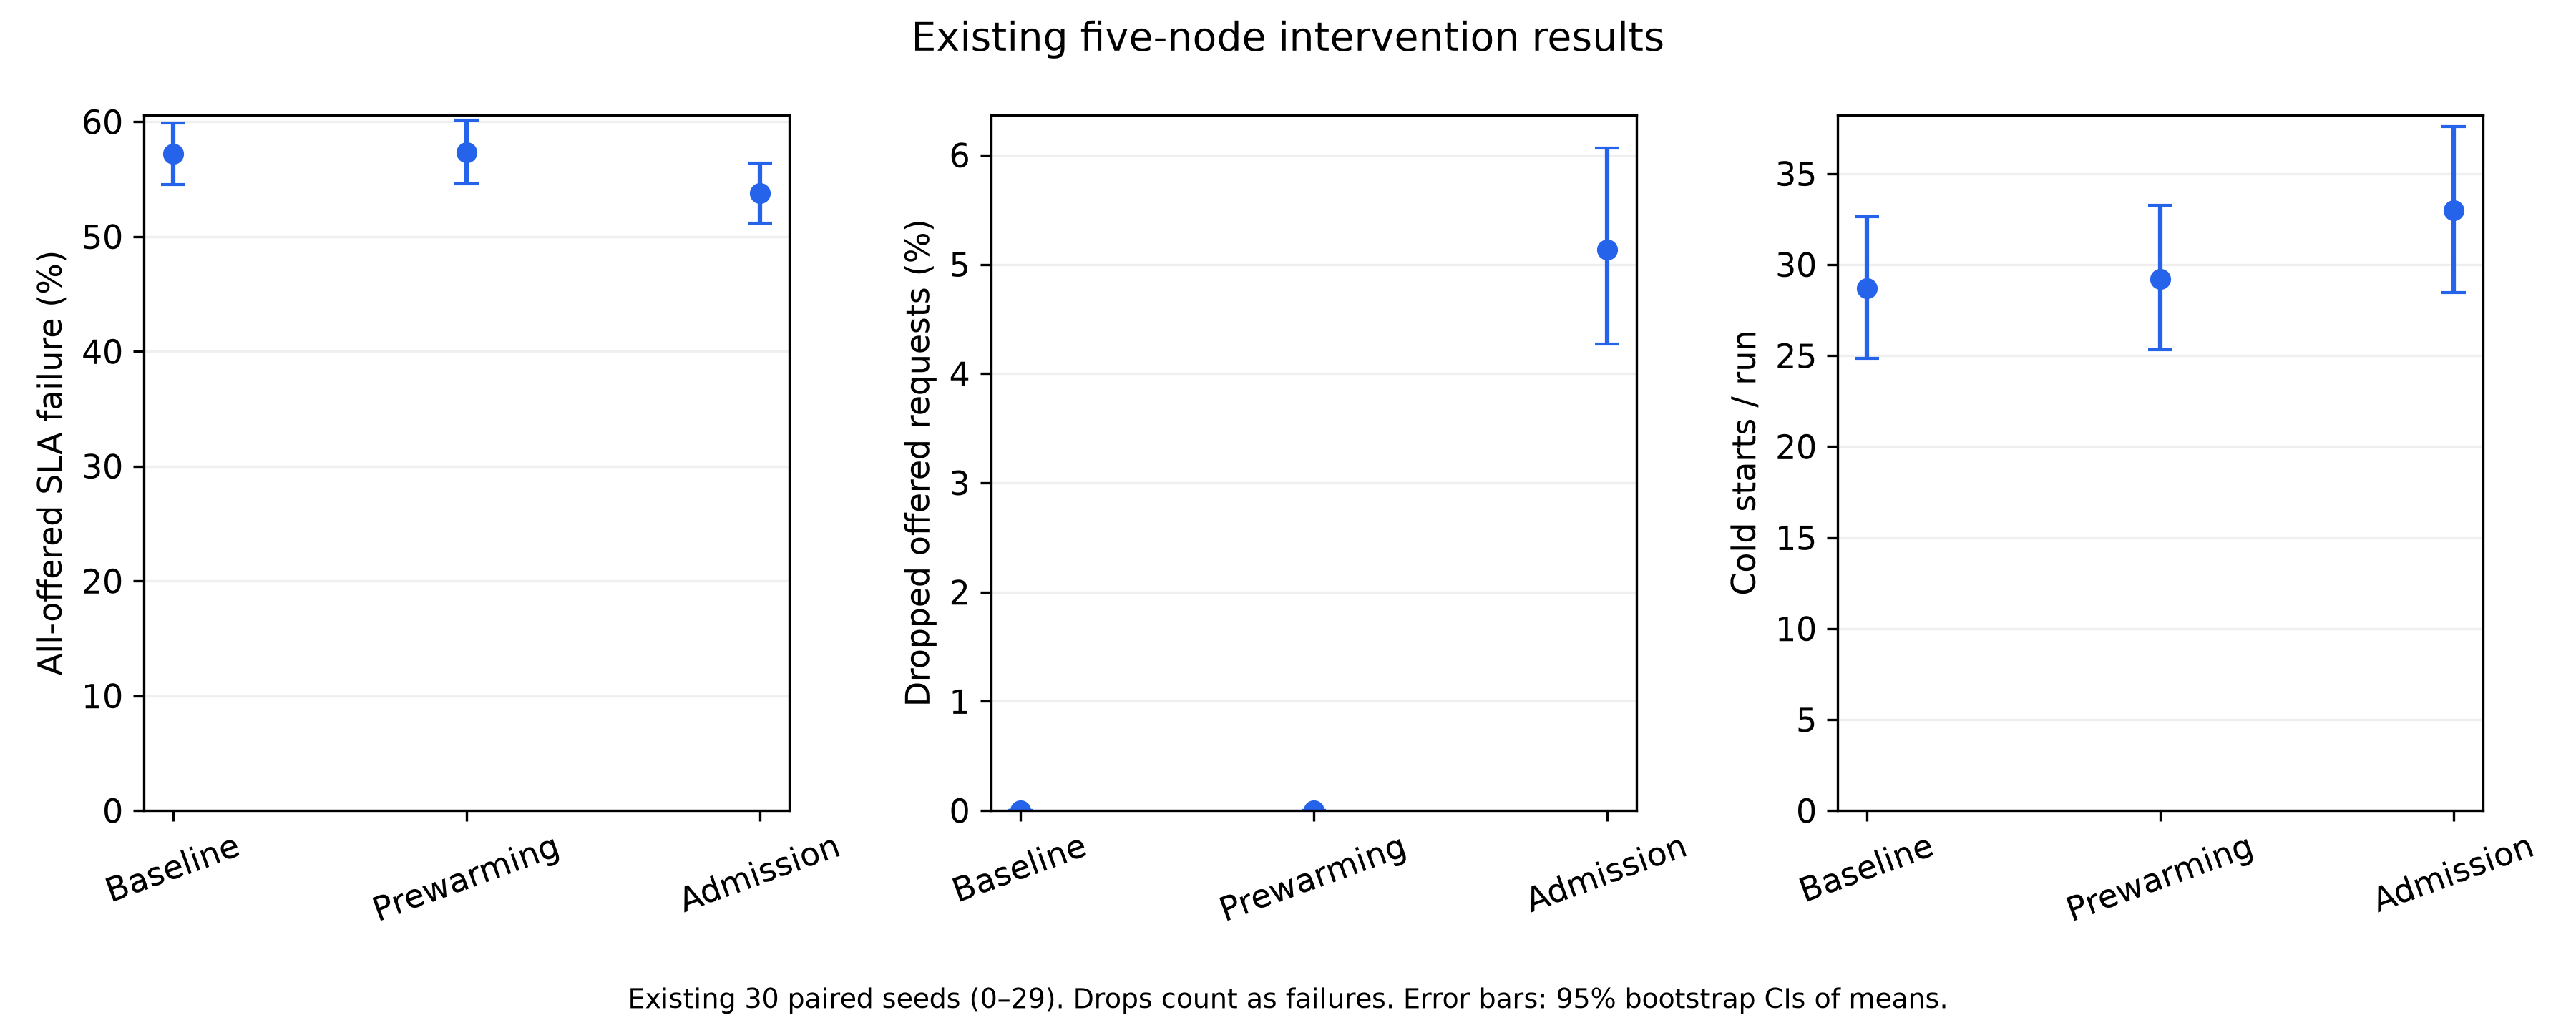 Existing five-node intervention results
All-offered SLA failure (%)
60
50
40
30
20
10
0
Baseline
Prewarming
Admission
Dropped offered requests (%)
6
5
4
3
2
1
0
Baseline
Prewarming
Admission
Cold starts / run
35
30
25
20
15
10
5
0
Baseline
Prewarming
Admission
Existing 30 paired seeds (0–29). Drops count as failures. Error bars: 95% bootstrap CIs of means.